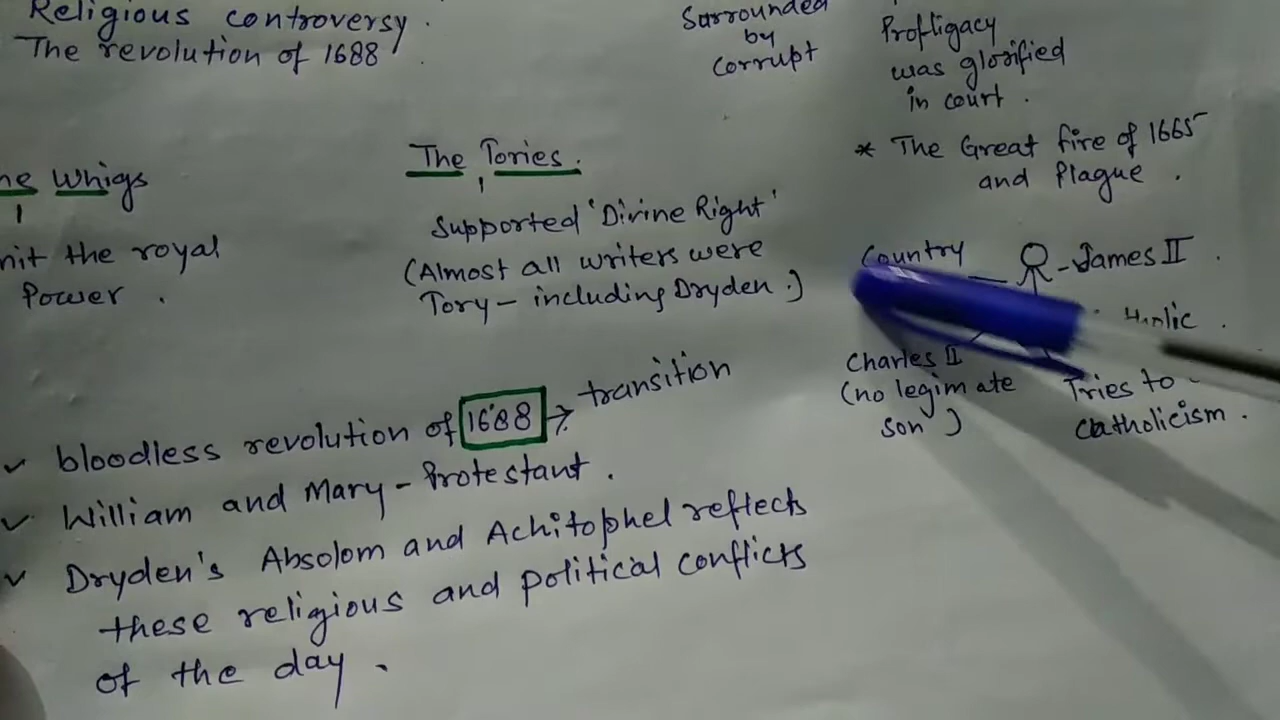 Religious controversy.
The revolution of 1688
Surrounded
by
Corrupt
Profligacy
was glorified
in court.
* The Great fire of 1665
and Plague.
Whigs
the royal
Power.
The Tories.
Supported 'Divine Right'
(Almost all writers were
Tory - including Dryden.)
Country
James II.
Charles II
(no legimate
son)
Tries to
Catholicism.
✓ bloodless revolution of 1688 → transition
✓ William and Mary - Protestant.
✓ Dryden's Absolom and Achitophel reflects
these religious and political conflicts
of the day.